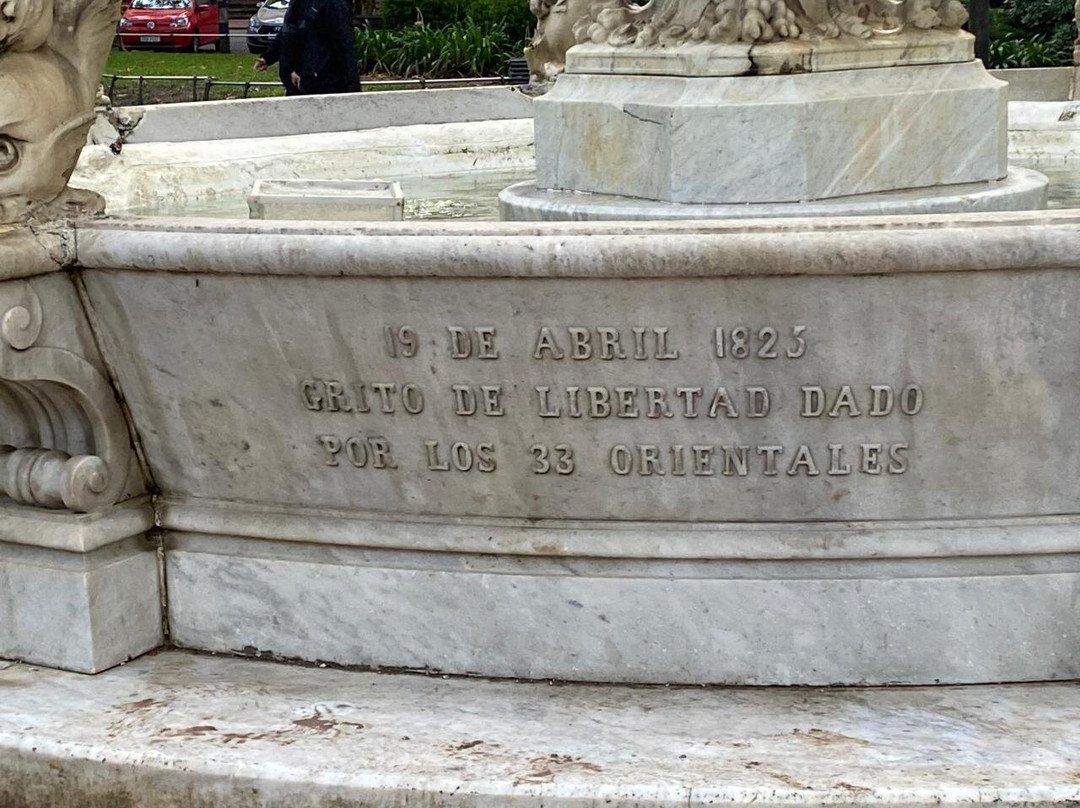 19 DE ABRIL 1825
GRITO DE LIBERTAD DADO
POR LOS 33 ORIENTALES